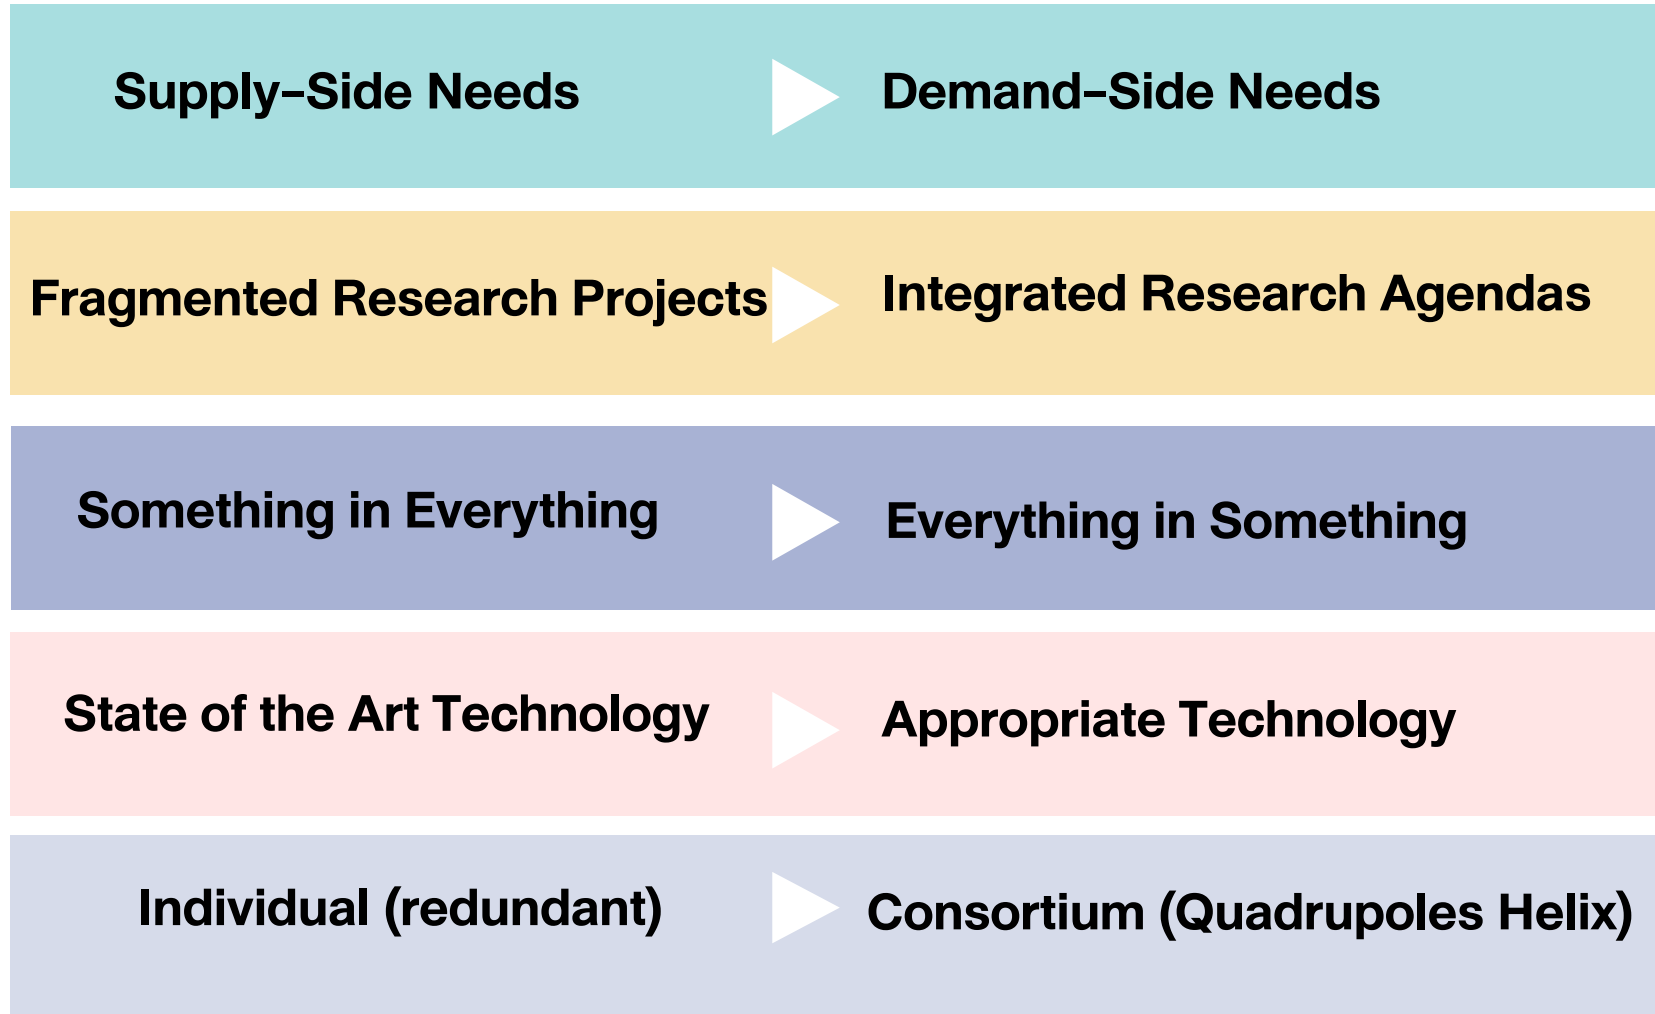 Supply–Side Needs
Demand–Side Needs
Fragmented Research Projects
Integrated Research Agendas
Something in Everything
Everything in Something
State of the Art Technology
Appropriate Technology
Individual (redundant)
Consortium (Quadrupoles Helix)